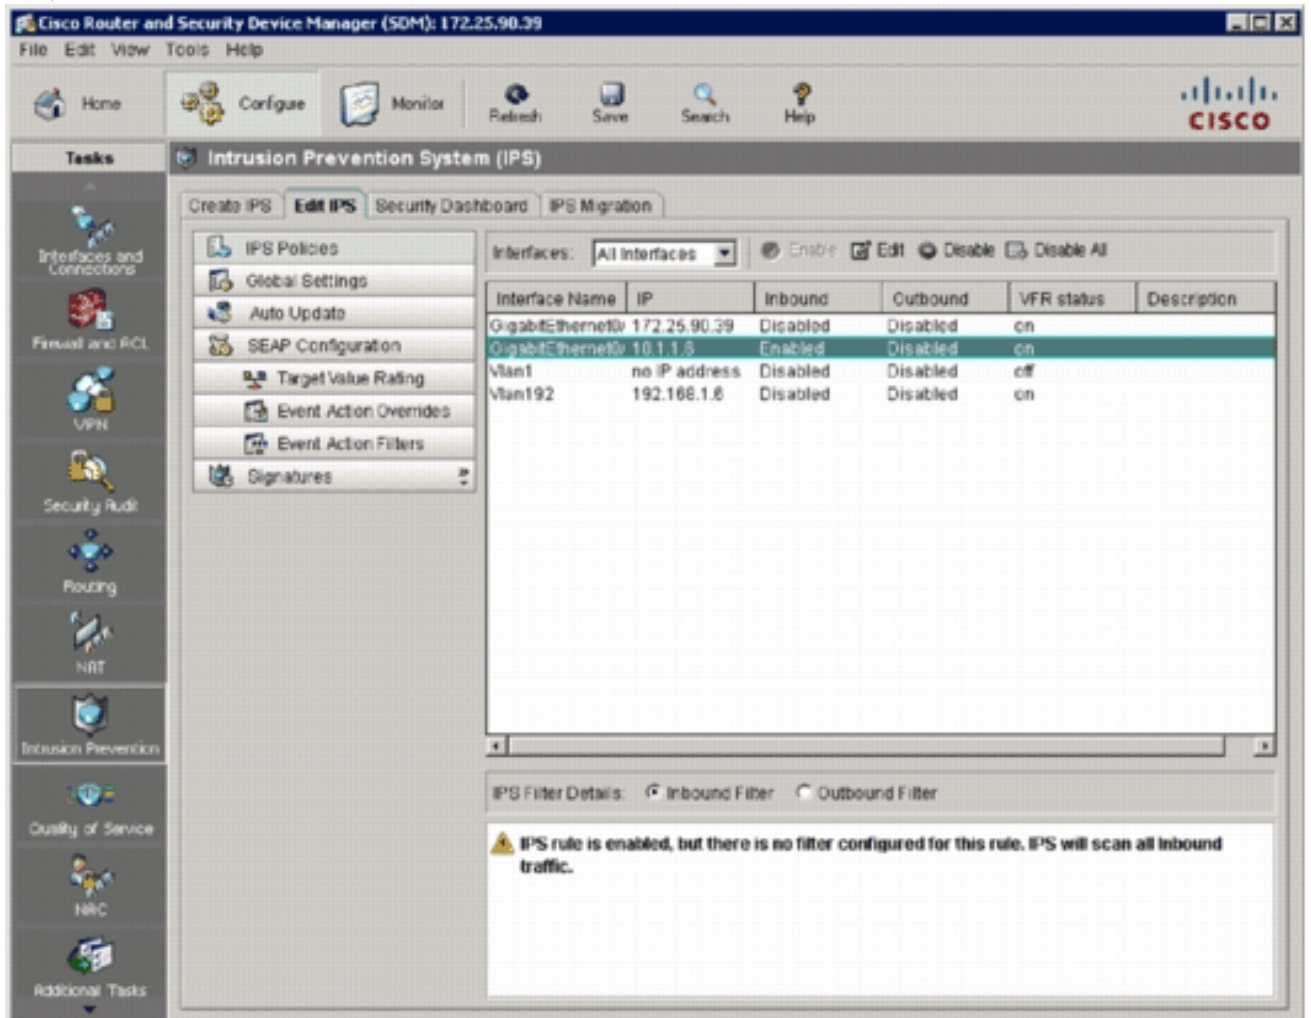 Cisco Router and Security Device Manager (SDM): 172.25.90.39
File Edit View Tools Help
Home Configure Monitor Refresh Save Search Help
CISCO
Tasks
Intrusion Prevention System (IPS)
Create IPS Edit IPS Security Dashboard IPS Migration
Interfaces and Connections
Firewall and ACL
VPN
Security Audit
Routing
NAT
Intrusion Prevention
Quality of Service
NAC
Additional Tasks
IPS Policies
Global Settings
Auto Update
SEAP Configuration
Target Value Rating
Event Action Overrides
Event Action Filters
Signatures
Interfaces: All Interfaces Enable Edit Disable Disable All
Interface Name IP Inbound Outbound VFR status Description
GigabitEthernet0/ 172.25.90.39 Disabled Disabled on
GigabitEthernet0/ 10.1.1.6 Enabled Disabled on
Vlan1 no IP address Disabled Disabled off
Vlan192 192.168.1.6 Disabled Disabled on
IPS Filter Details: Inbound Filter Outbound Filter
IPS rule is enabled, but there is no filter configured for this rule. IPS will scan all Inbound
traffic.